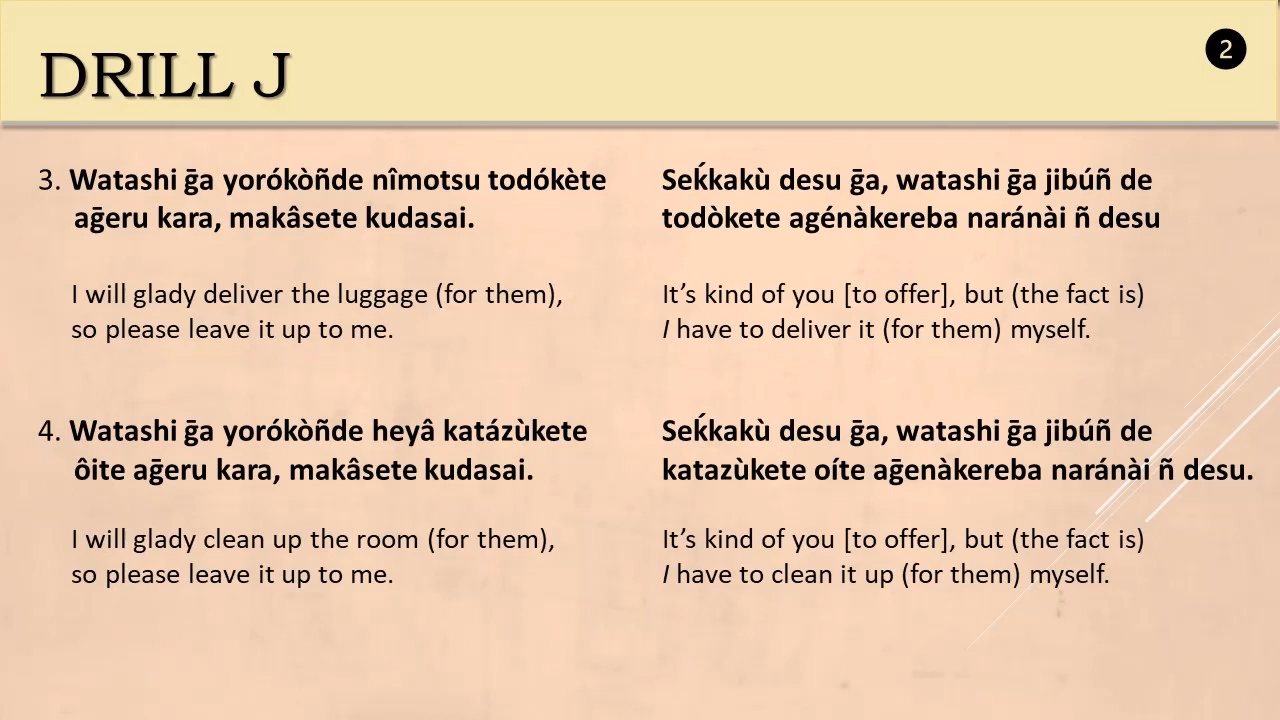 DRILL J
2
3. Watashi ḡa yorókòñde nîmotsu todókète
aḡeru kara, makâsete kudasai.
I will glady deliver the luggage (for them),
so please leave it up to me.
4. Watashi ḡa yorókòñde heyâ katázùkete
ôite aḡeru kara, makâsete kudasai.
I will glady clean up the room (for them),
so please leave it up to me.
Seḱkakù desu ḡa, watashi ḡa jibúñ de
todòkete agénàkereba naránài ñ desu
It’s kind of you [to offer], but (the fact is)
I have to deliver it (for them) myself.
Seḱkakù desu ḡa, watashi ḡa jibúñ de
katazùkete oíte aḡenàkereba naránài ñ desu.
It’s kind of you [to offer], but (the fact is)
I have to clean it up (for them) myself.